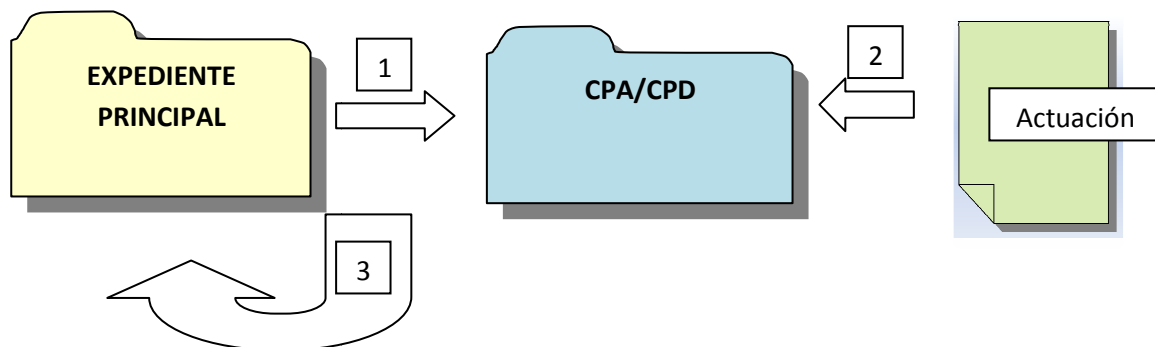 EXPEDIENTE
PRINCIPAL
1
CPA/CPD
2
Actuación
3